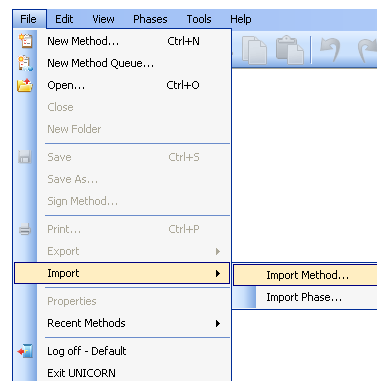 File Edit View Phases Tools Help
New Method... Ctrl+N
New Method Queue...
Open... Ctrl+O
Close
New Folder
Save Ctrl+S
Save As...
Sign Method...
Print... Ctrl+P
Export
Import
Import Method...
Import Phase...
Properties
Recent Methods
Log off - Default
Exit UNICORN